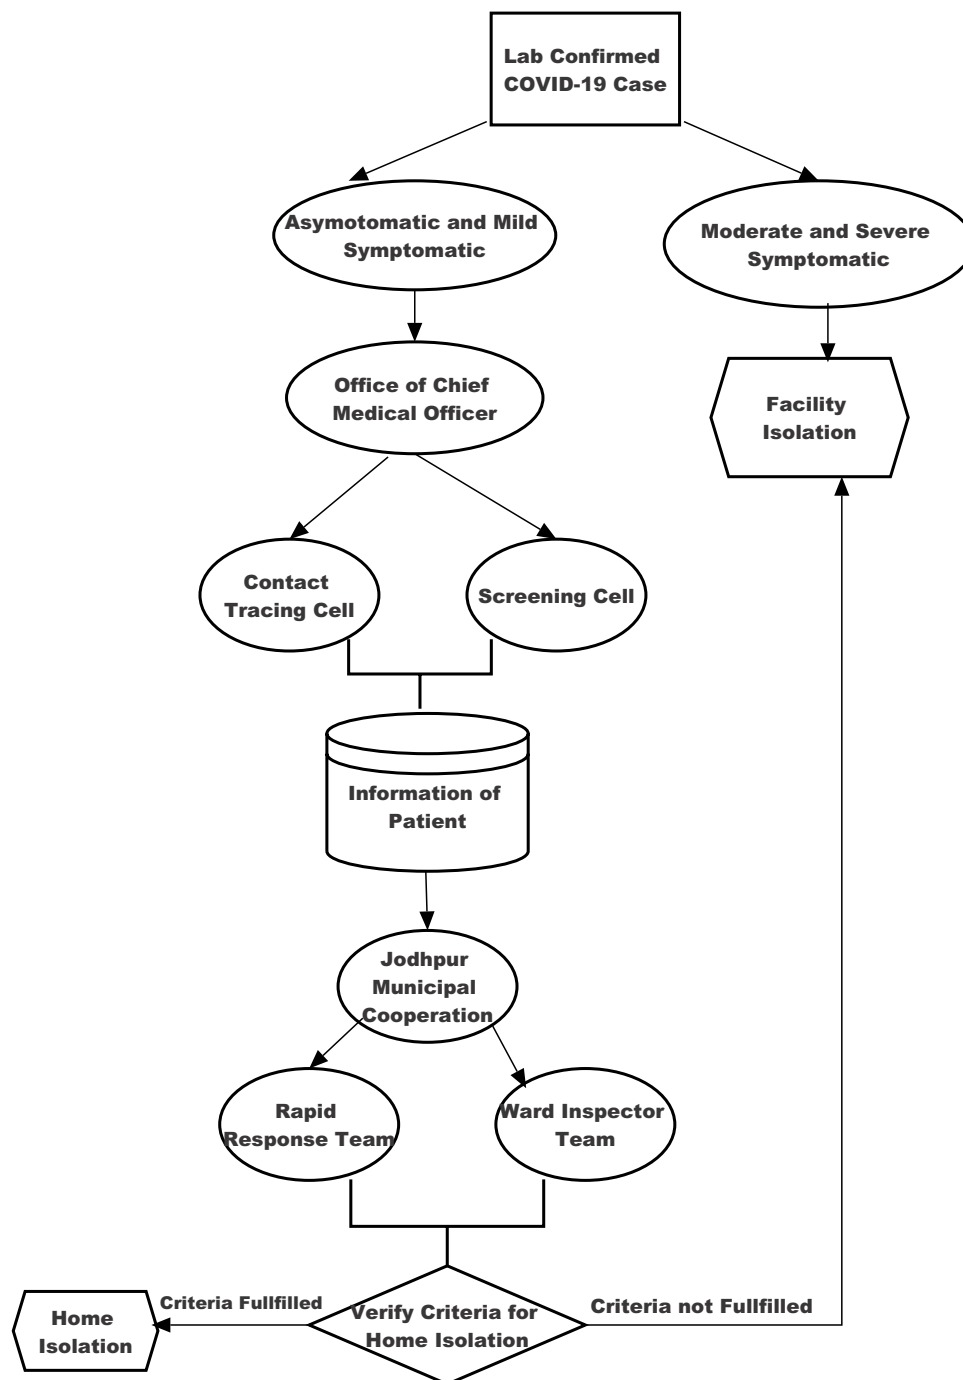 Lab Confirmed
COVID-19 Case
Asymotomatic and Mild
Symptomatic
Moderate and Severe
Symptomatic
Office of Chief
Medical Officer
Facility
Isolation
Contact
Tracing Cell
Screening Cell
Information of
Patient
Jodhpur
Municipal
Cooperation
Rapid
Response Team
Ward Inspector
Team
Criteria Fullfilled
Verify Criteria for
Home Isolation
Criteria not Fullfilled
Home
Isolation